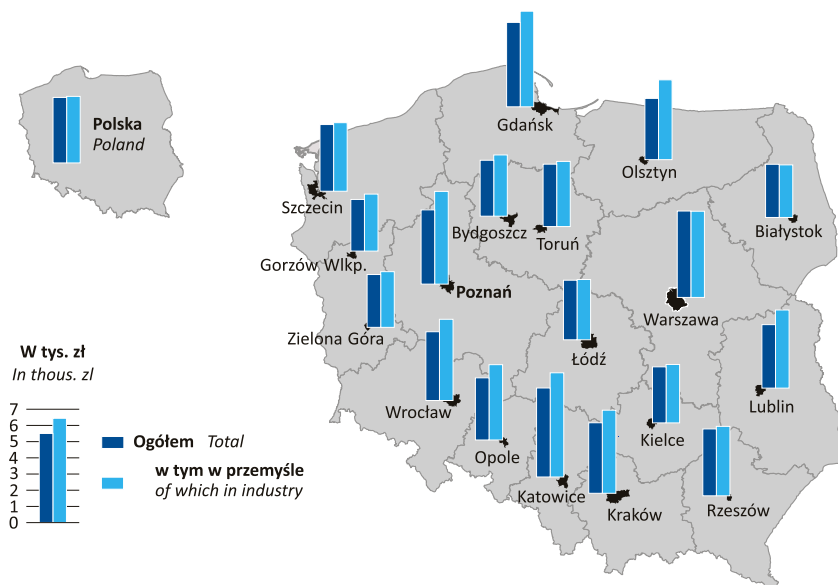 Polska
Poland
Gdańsk
Olsztyn
Szczecin
Bydgoszcz
Toruń
Białystok
Gorzów Wlkp.
Poznań
Warszawa
Zielona Góra
Łódź
W tys. zł
In thous. zl
Wrocław
Lublin
7
6
5
4
3
2
1
0
Ogółem Total
w tym w przemyśle
of which in industry
Opole
Kielce
Katowice
Kraków
Rzeszów